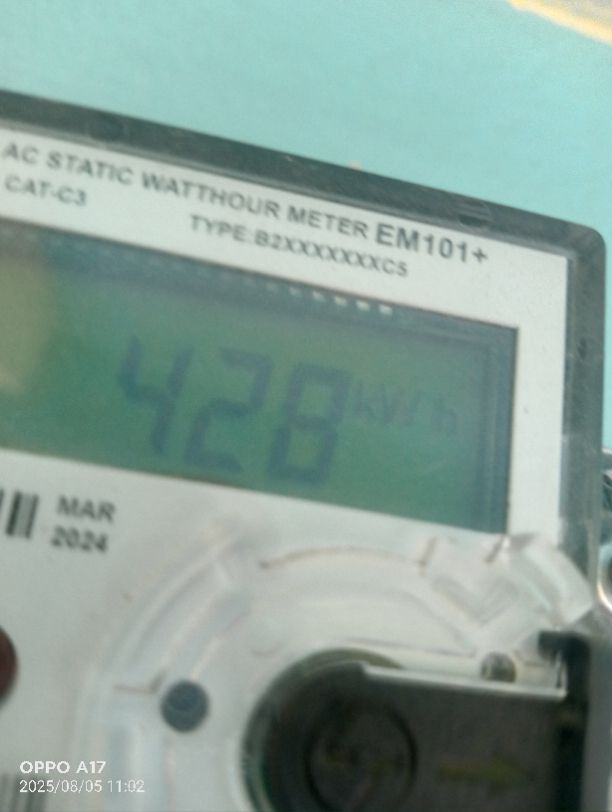 AC STATIC WATTHOUR METER EM101+
CAT-C3
TYPE:B2XXXXXXXC5
428 kWh
MAR
2024
OPPO A17
2025/08/05 11:02